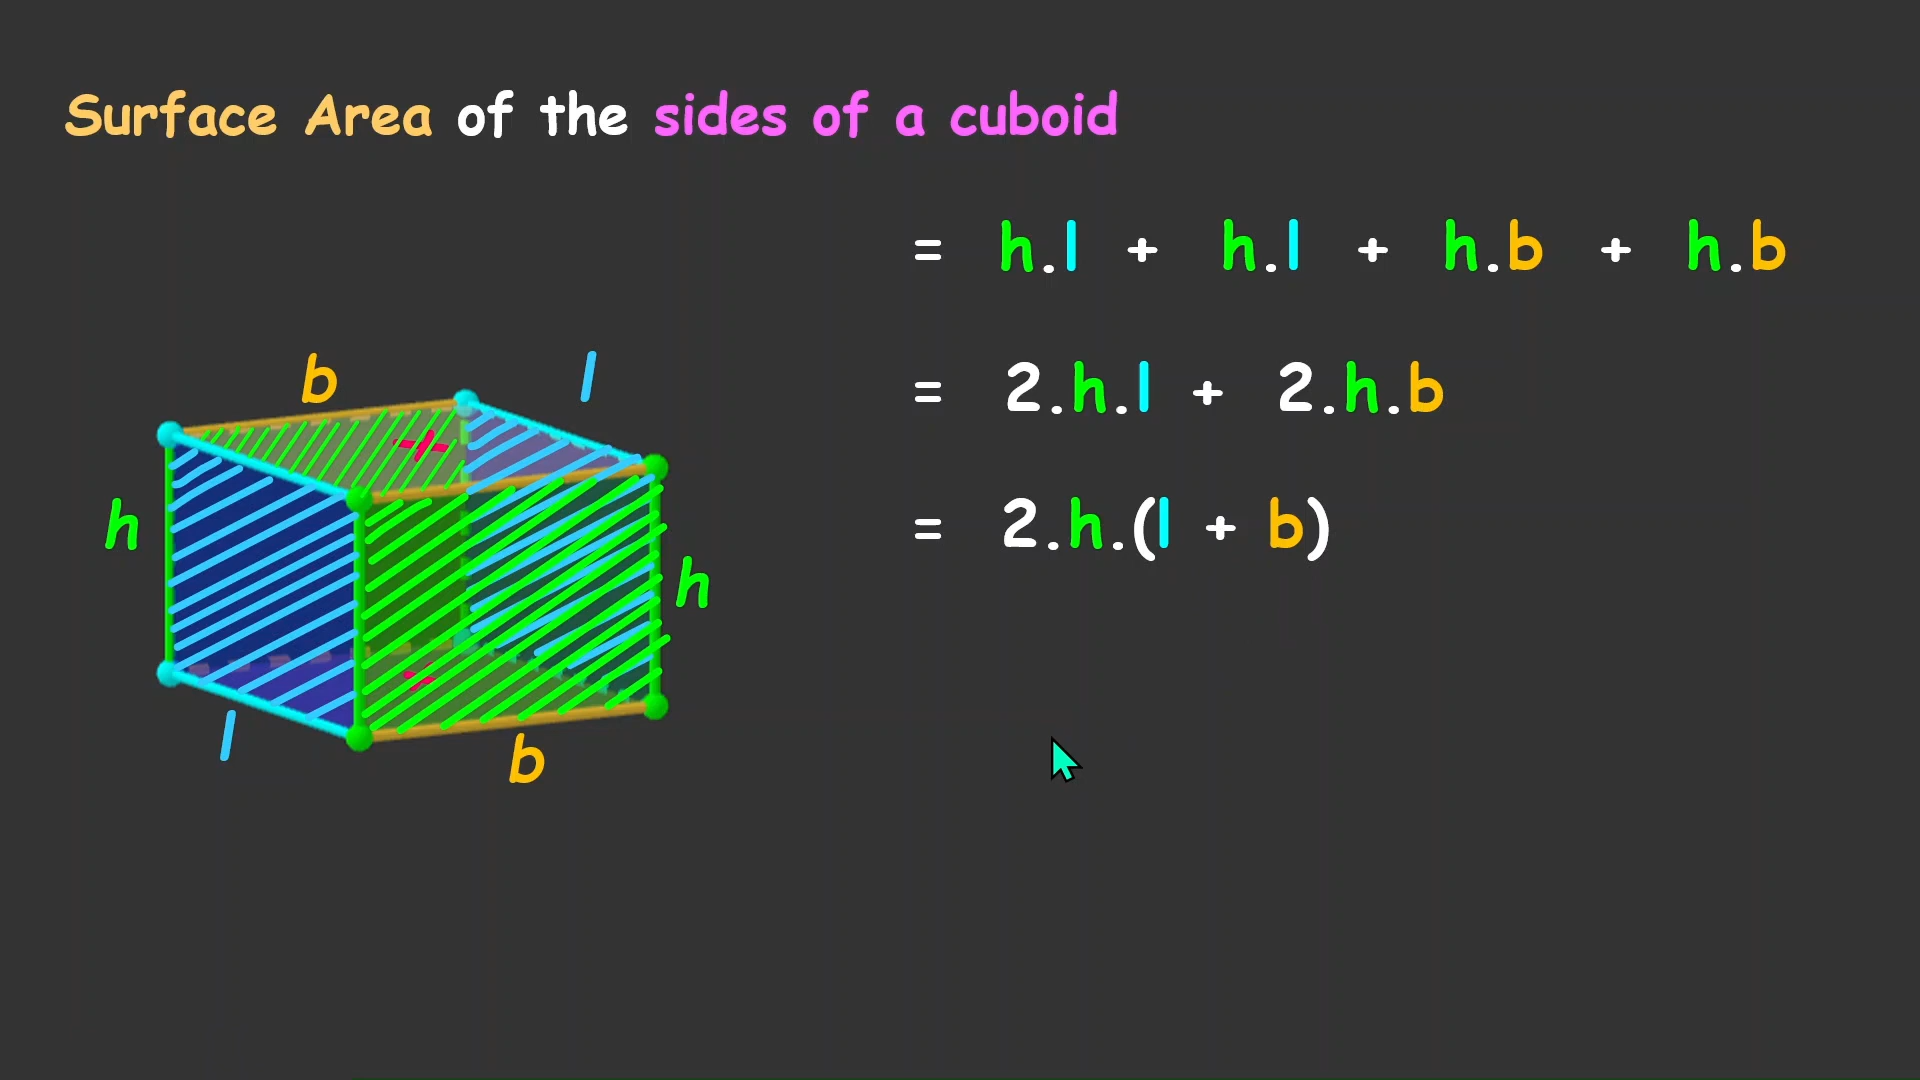 Surface Area of the sides of a cuboid
= h.l + h.l + h.b + h.b
= 2.h.l + 2.h.b
= 2.h.(l + b)
b
l
h
h
l
b